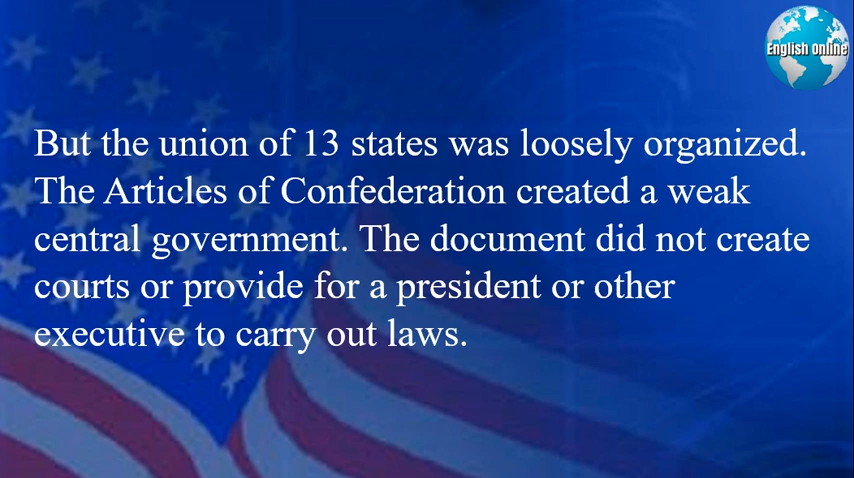 English Online
But the union of 13 states was loosely organized.
The Articles of Confederation created a weak
central government. The document did not create
courts or provide for a president or other
executive to carry out laws.